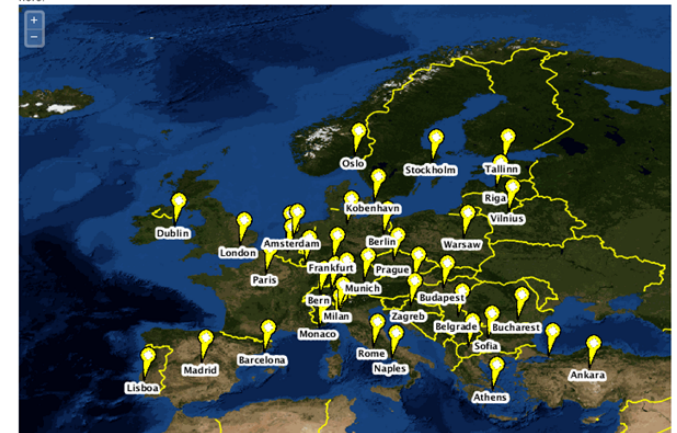 +
−
Oslo
Stockholm
Tallinn
Riga
Vilnius
Kobenhavn
Dublin
London
Amsterdam
Berlin
Warsaw
Paris
Frankfurt
Prague
Munich
Bern
Budapest
Milan
Zagreb
Monaco
Belgrade
Bucharest
Sofia
Barcelona
Madrid
Rome
Naples
Lisboa
Ankara
Athens